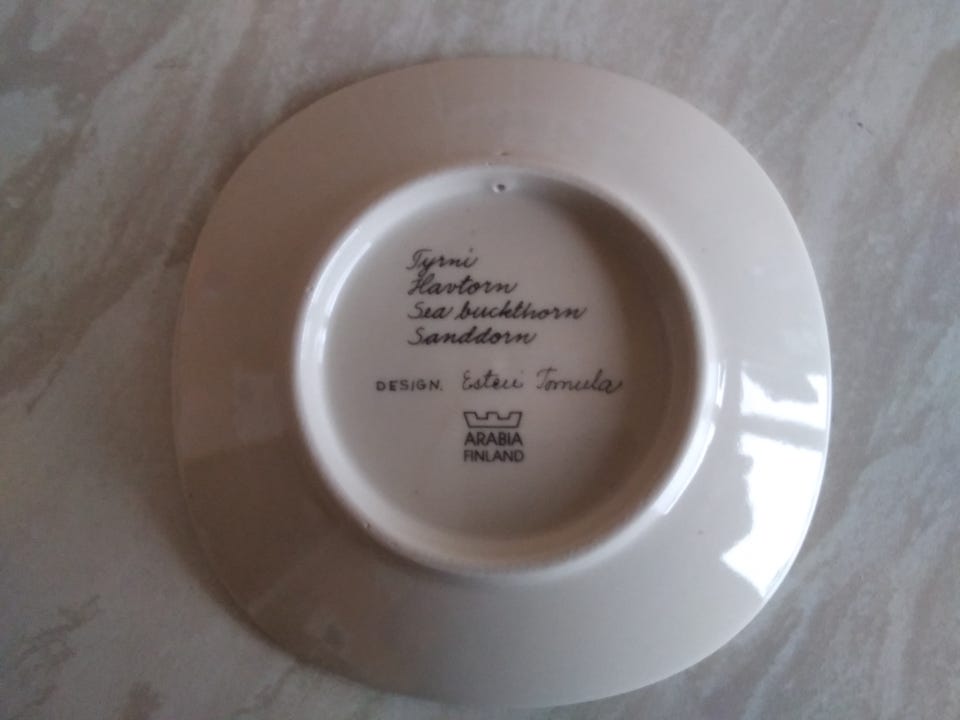 Tyrni
Havtorn
Sea buckthorn
Sanddorn
DESIGN. Esteri Tomula
ARABIA
FINLAND